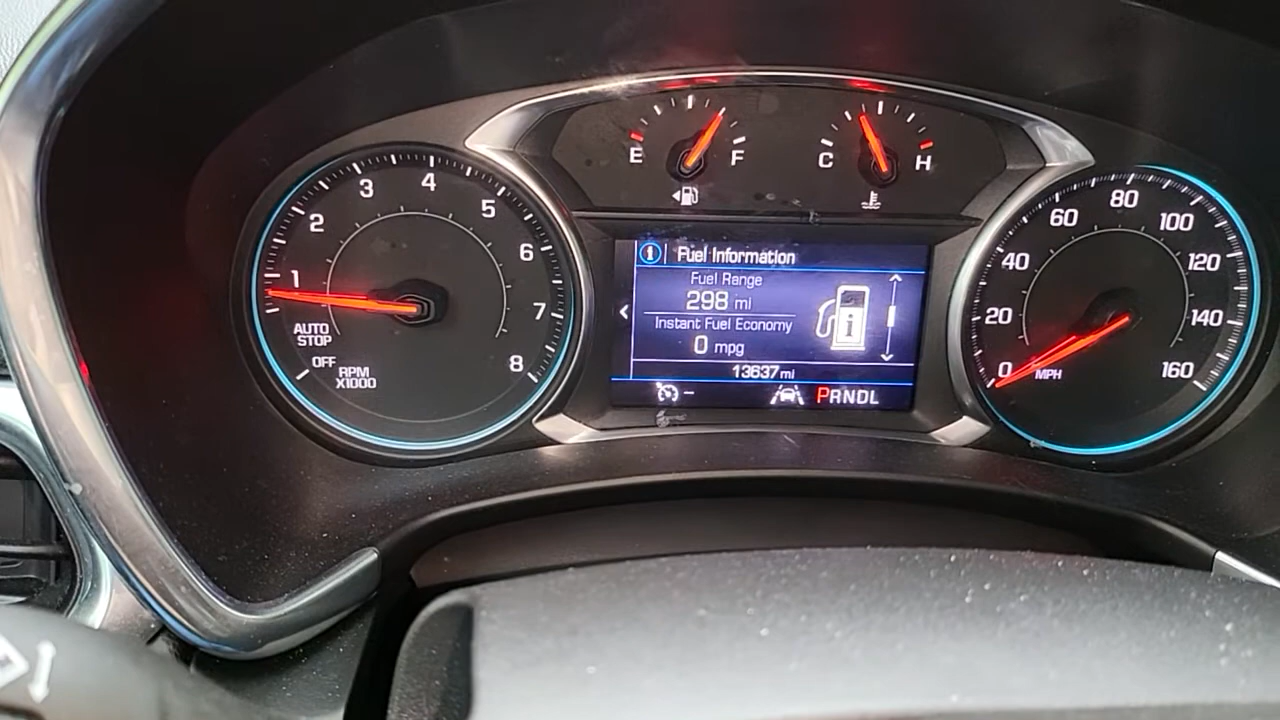 1
2
3
4
5
6
7
8
AUTO
STOP
OFF
RPM
X1000
E
F
C
H
Fuel Information
Fuel Range
298 mi
Instant Fuel Economy
0 mpg
13637 mi
PRNDL
0
20
40
60
80
100
120
140
160
MPH